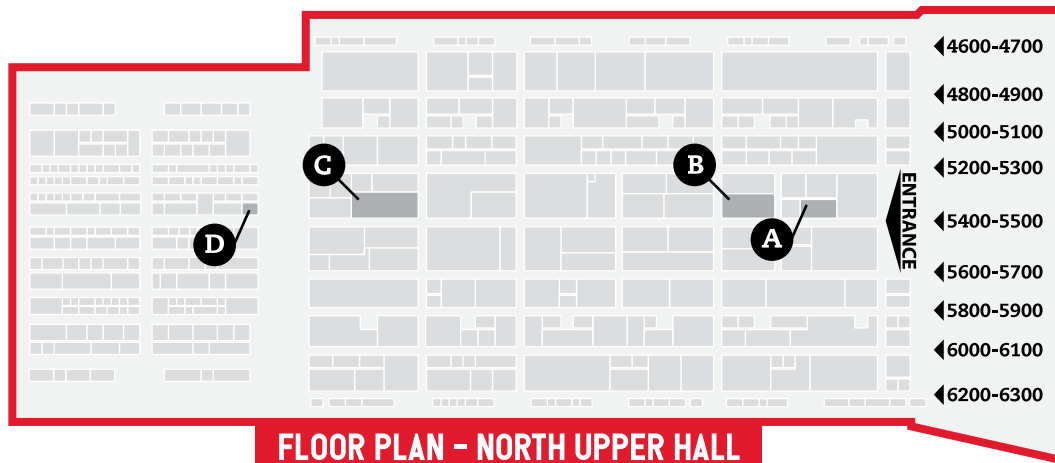 4600-4700
4800-4900
5000-5100
C
B
5200-5300
ENTRANCE
5400-5500
D
A
5600-5700
5800-5900
6000-6100
6200-6300
FLOOR PLAN - NORTH UPPER HALL